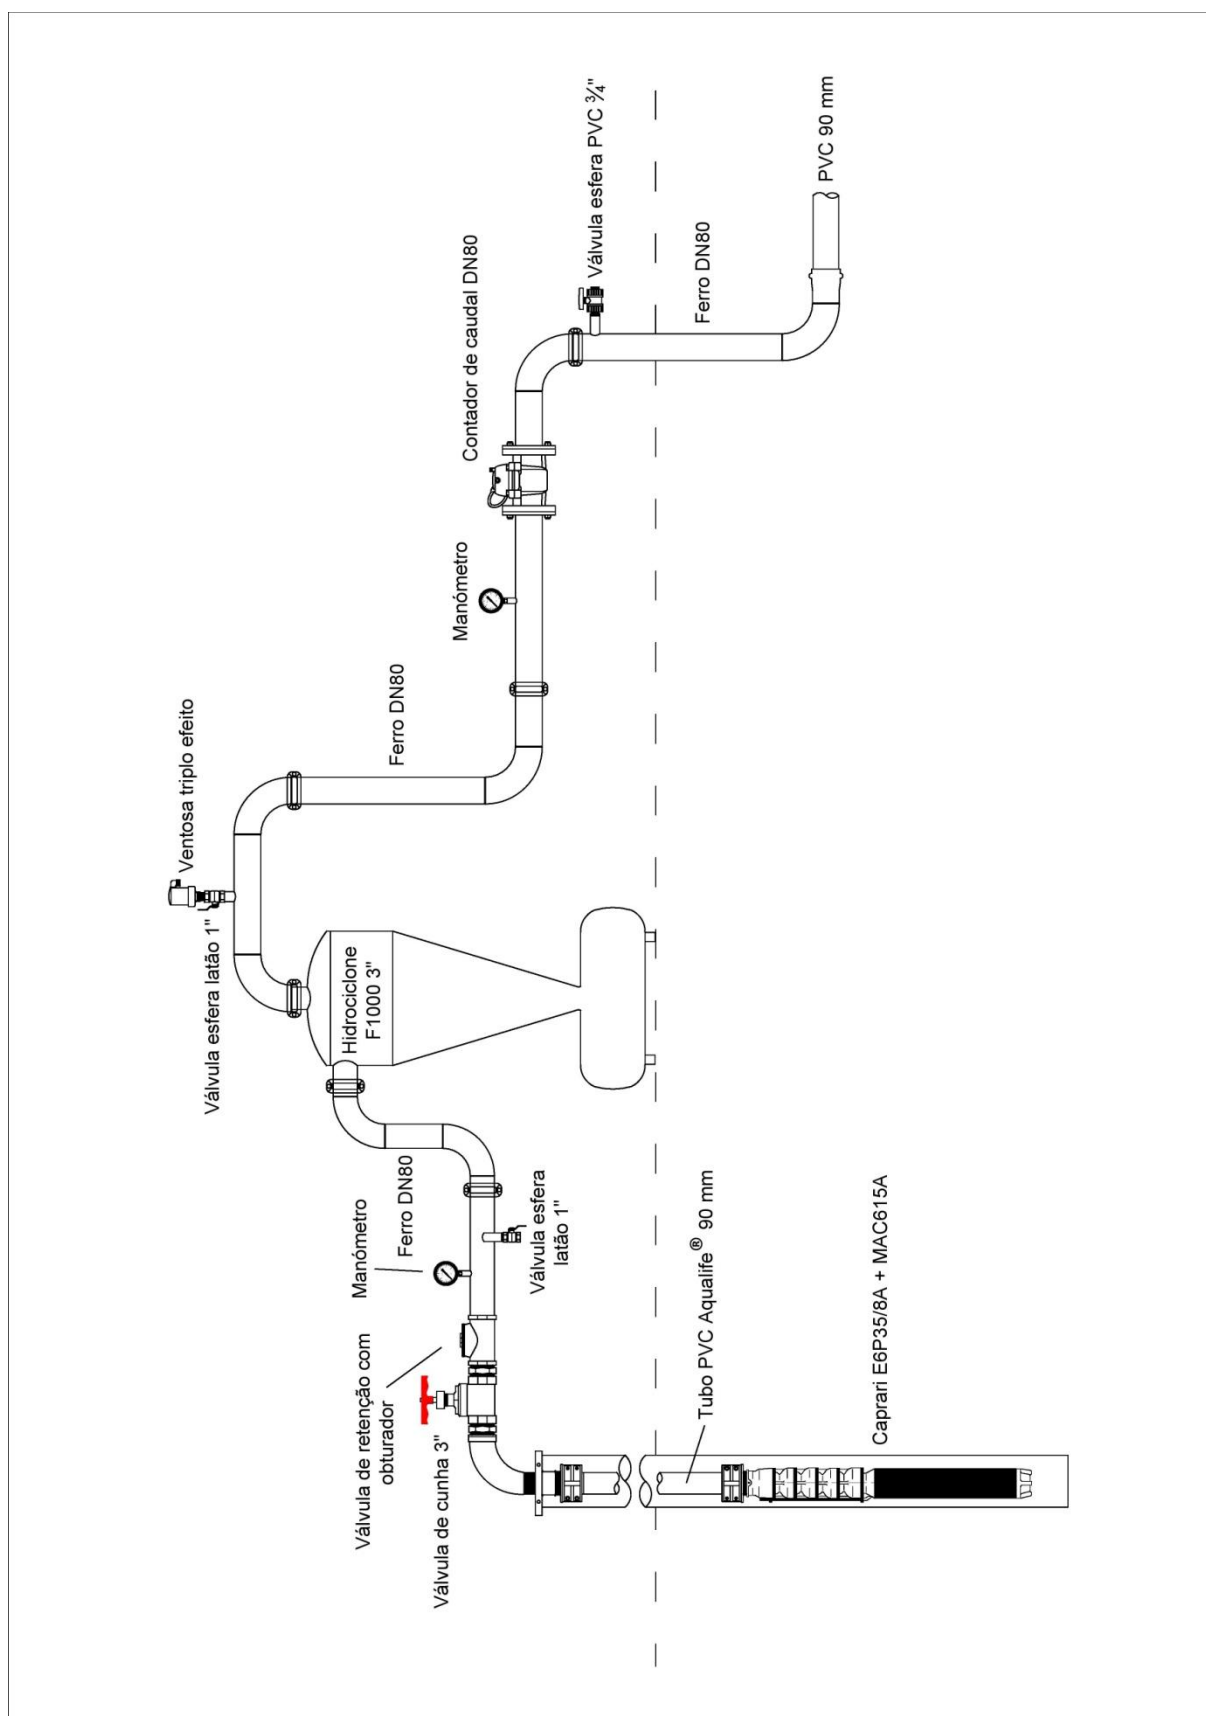 Válvula de retenção com
obturador
Válvula de cunha 3"
Manómetro
Ferro DN80
Válvula esfera
latão 1"
Hidrociclone
F1000 3"
Válvula esfera latão 1"
Ventosa triplo efeito
Ferro DN80
Manómetro
Contador de caudal DN80
Válvula esfera PVC ¾"
Ferro DN80
PVC 90 mm
Tubo PVC Aqualife® 90 mm
Caprari E6P35/8A + MAC615A